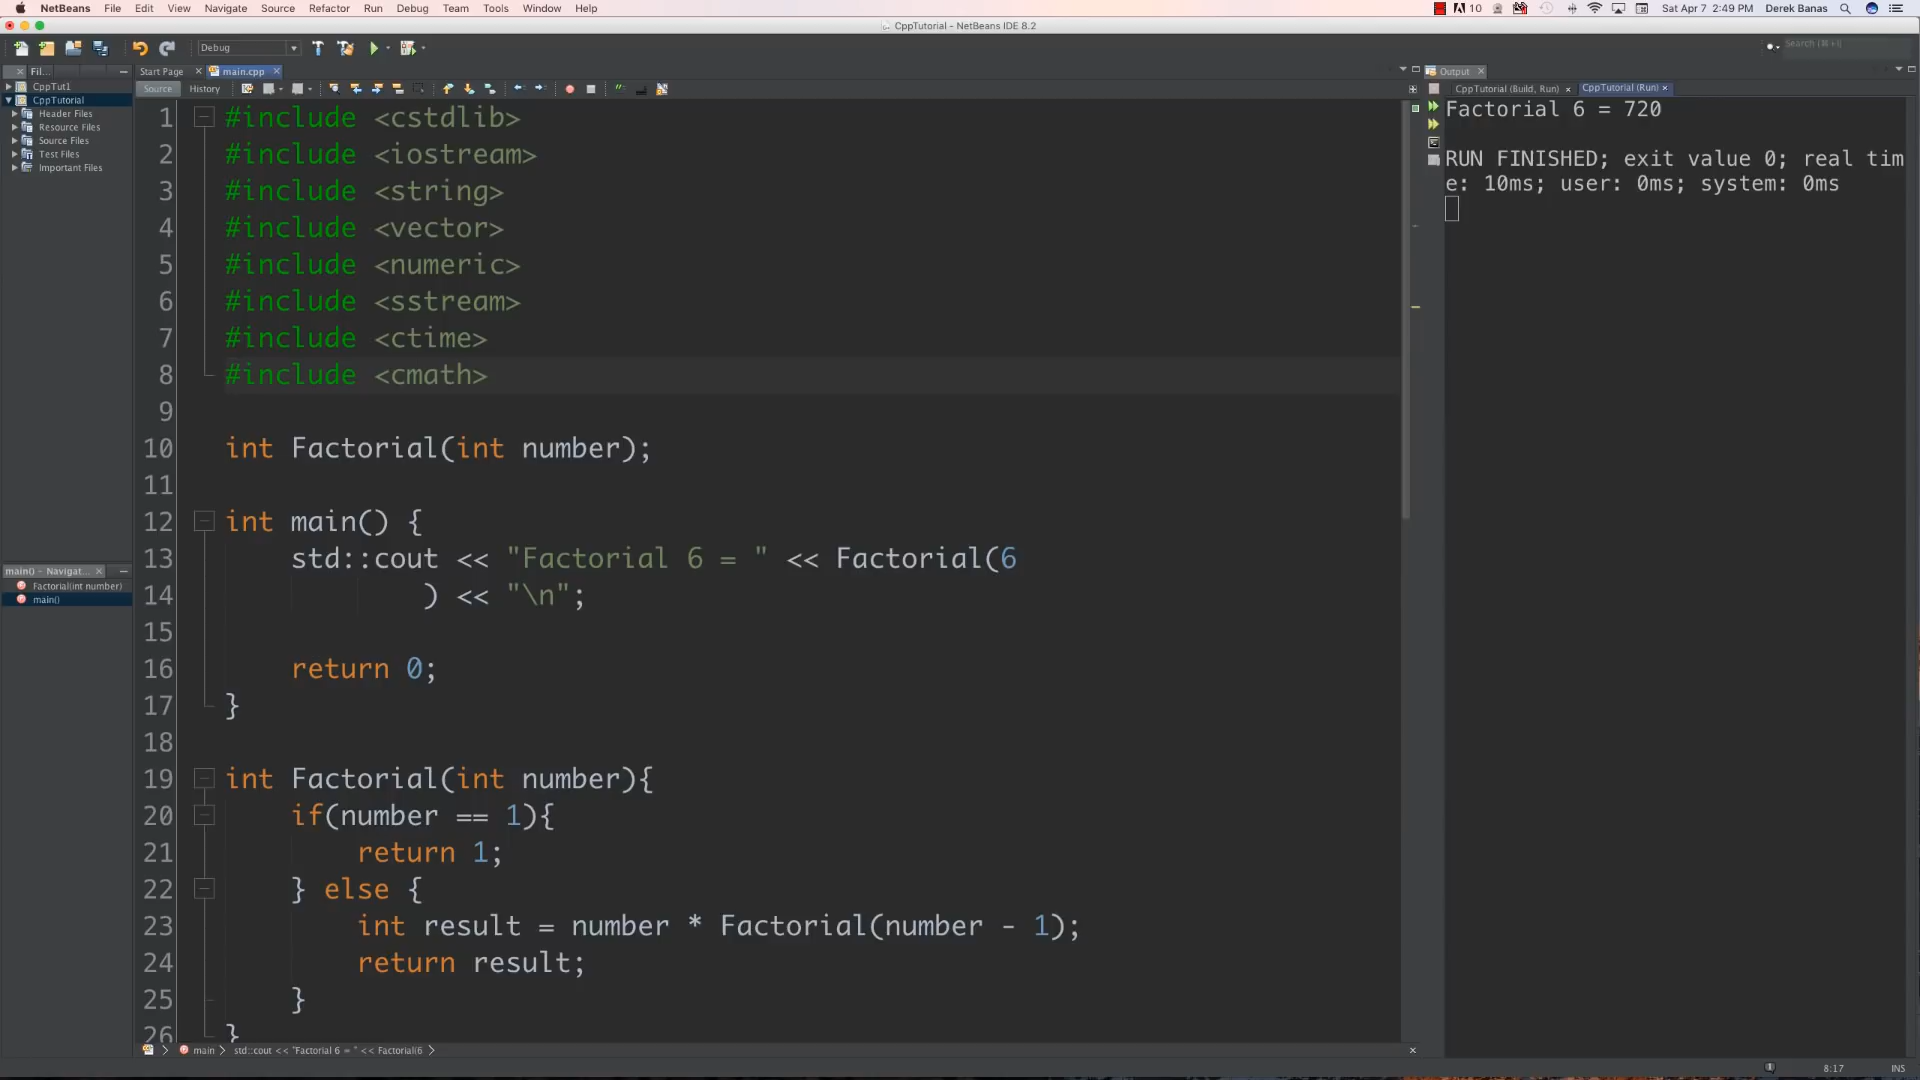 NetBeans File Edit View Navigate Source Refactor Run Debug Team Tools Window Help
10 Sat Apr 7 2:49 PM Derek Banas
CppTutorial - NetBeans IDE 8.2
Debug
Search (⌘+I)
Fil...
CppTut1
CppTutorial
Header Files
Resource Files
Source Files
Test Files
Important Files
main() - Navigat...
Factorial(int number)
main()
Start Page main.cpp
Source History
1 #include <cstdlib>
2 #include <iostream>
3 #include <string>
4 #include <vector>
5 #include <numeric>
6 #include <sstream>
7 #include <ctime>
8 #include <cmath>
9
10 int Factorial(int number);
11
12 int main() {
13 std::cout << "Factorial 6 = " << Factorial(6
14 ) << "\n";
15
16 return 0;
17 }
18
19 int Factorial(int number){
20 if(number == 1){
21 return 1;
22 } else {
23 int result = number * Factorial(number - 1);
24 return result;
25 }
26 }
main std::cout << "Factorial 6 = " << Factorial(6
Output
CppTutorial (Build, Run) CppTutorial (Run)
Factorial 6 = 720
RUN FINISHED; exit value 0; real tim
e: 10ms; user: 0ms; system: 0ms
8:17 INS